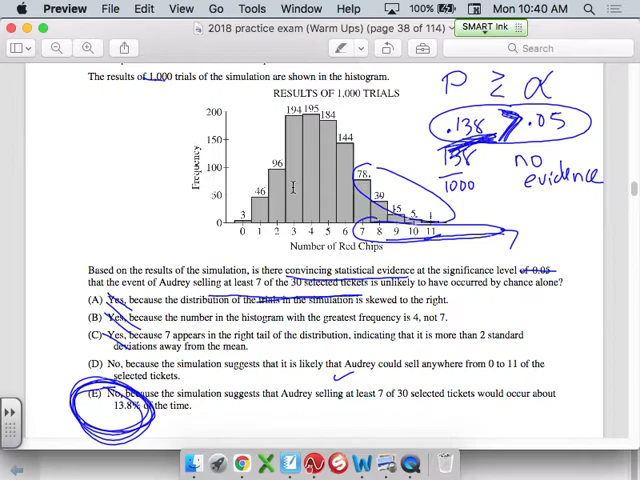 Preview File Edit View Go Tools Window Help 100% Mon 10:40 AM
2018 practice exam (Warm Ups) (page 38 of 114)
SMART Ink
Search
The results of 1,000 trials of the simulation are shown in the histogram.
RESULTS OF 1,000 TRIALS
Frequency
200
150
100
50
0
3 46 96 194 195 184 144 78 39 15 5 1
0 1 2 3 4 5 6 7 8 9 10 11
Number of Red Chips
P ≥ α
.138 > .05
138
1000
no
evidence
Based on the results of the simulation, is there convincing statistical evidence at the significance level of 0.05
that the event of Audrey selling at least 7 of the 30 selected tickets is unlikely to have occurred by chance alone?
(A) Yes, because the distribution of the trials in the simulation is skewed to the right.
(B) Yes, because the number in the histogram with the greatest frequency is 4, not 7.
(C) Yes, because 7 appears in the right tail of the distribution, indicating that it is more than 2 standard
deviations away from the mean.
(D) No, because the simulation suggests that it is likely that Audrey could sell anywhere from 0 to 11 of the
selected tickets.
(E) No, because the simulation suggests that Audrey selling at least 7 of 30 selected tickets would occur about
13.8% of the time.